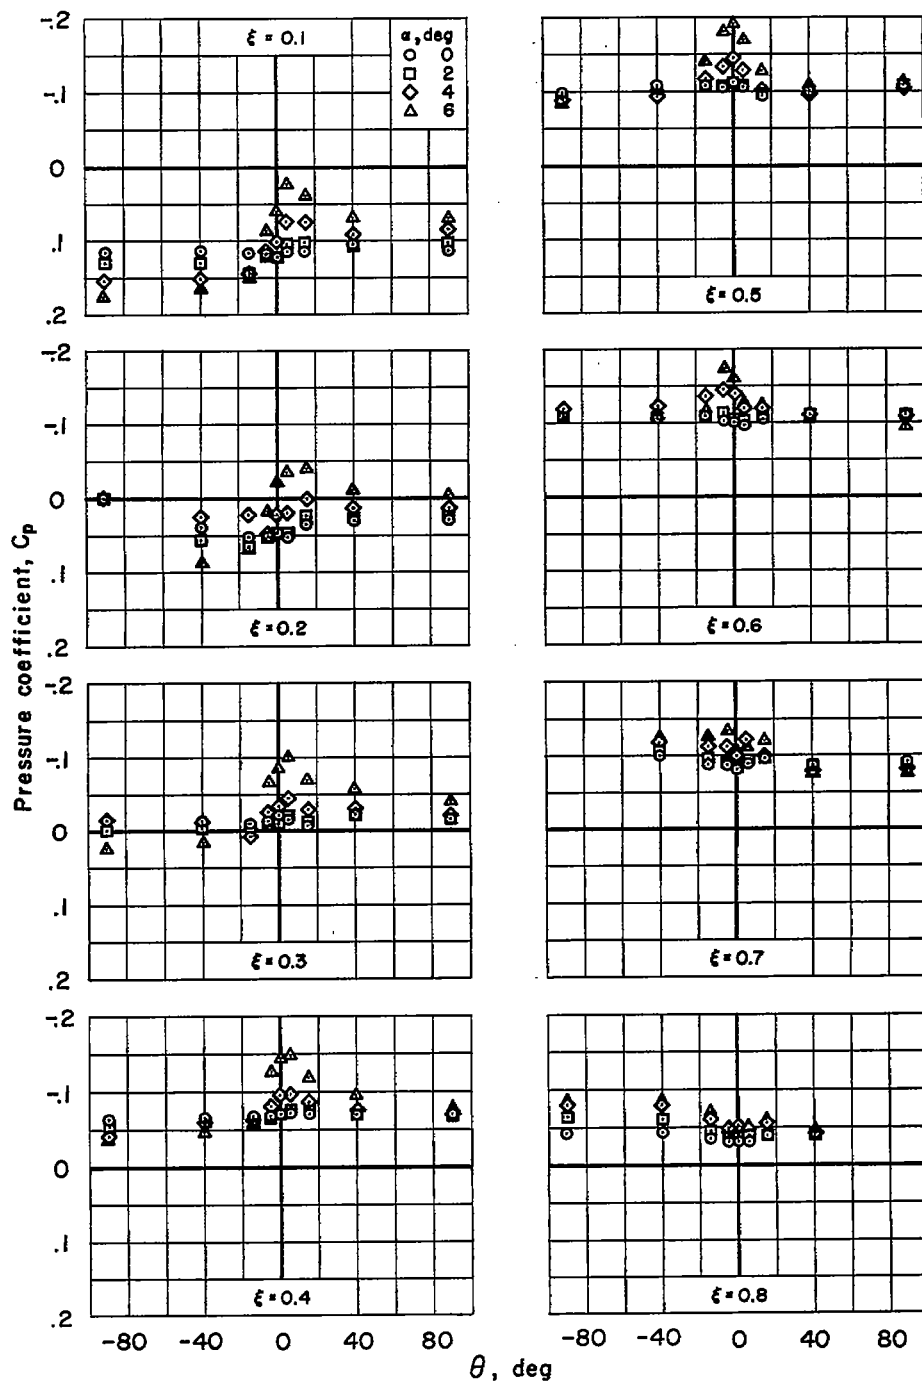 -.2
-.1
0
.1
.2
ξ = 0.1
α, deg
0
2
4
6
ξ = 0.5
-.2
-.1
0
.1
.2
ξ = 0.2
ξ = 0.6
Pressure coefficient, Cp
-.2
-.1
0
.1
.2
ξ = 0.3
ξ = 0.7
-.2
-.1
0
.1
.2
ξ = 0.4
ξ = 0.8
-80 -40 0 40 80
-80 -40 0 40 80
θ, deg